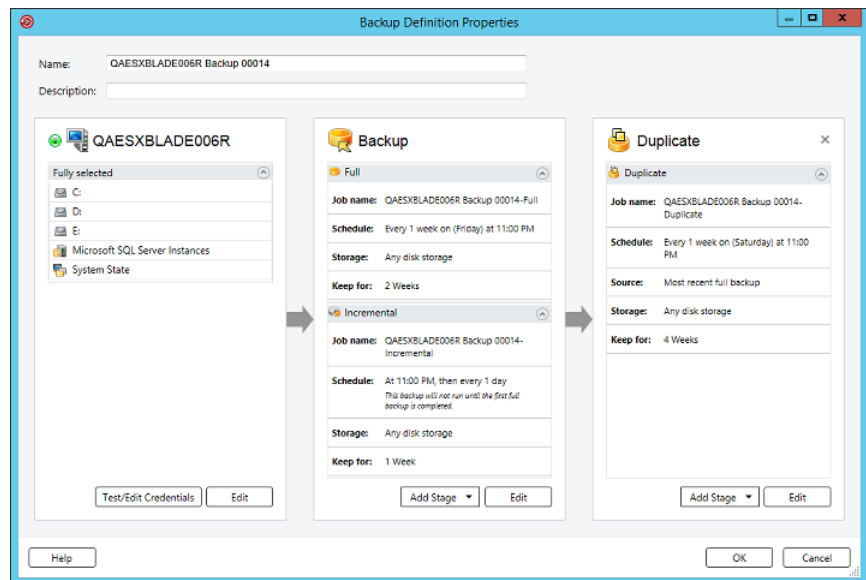 Backup Definition Properties
Name: QAESXBLADE006R Backup 00014
Description:
QAESXBLADE006R
Fully selected
C:
D:
E:
Microsoft SQL Server Instances
System State
Test/Edit Credentials Edit
Backup
Full
Job name: QAESXBLADE006R Backup 00014-Full
Schedule: Every 1 week on (Friday) at 11:00 PM
Storage: Any disk storage
Keep for: 2 Weeks
Incremental
Job name: QAESXBLADE006R Backup 00014-
Incremental
Schedule: At 11:00 PM, then every 1 day
This backup will not run until the first full
backup is completed.
Storage: Any disk storage
Keep for: 1 Week
Add Stage Edit
Duplicate
Duplicate
Job name: QAESXBLADE006R Backup 00014-
Duplicate
Schedule: Every 1 week on (Saturday) at 11:00
PM
Source: Most recent full backup
Storage: Any disk storage
Keep for: 4 Weeks
Add Stage Edit
Help OK Cancel